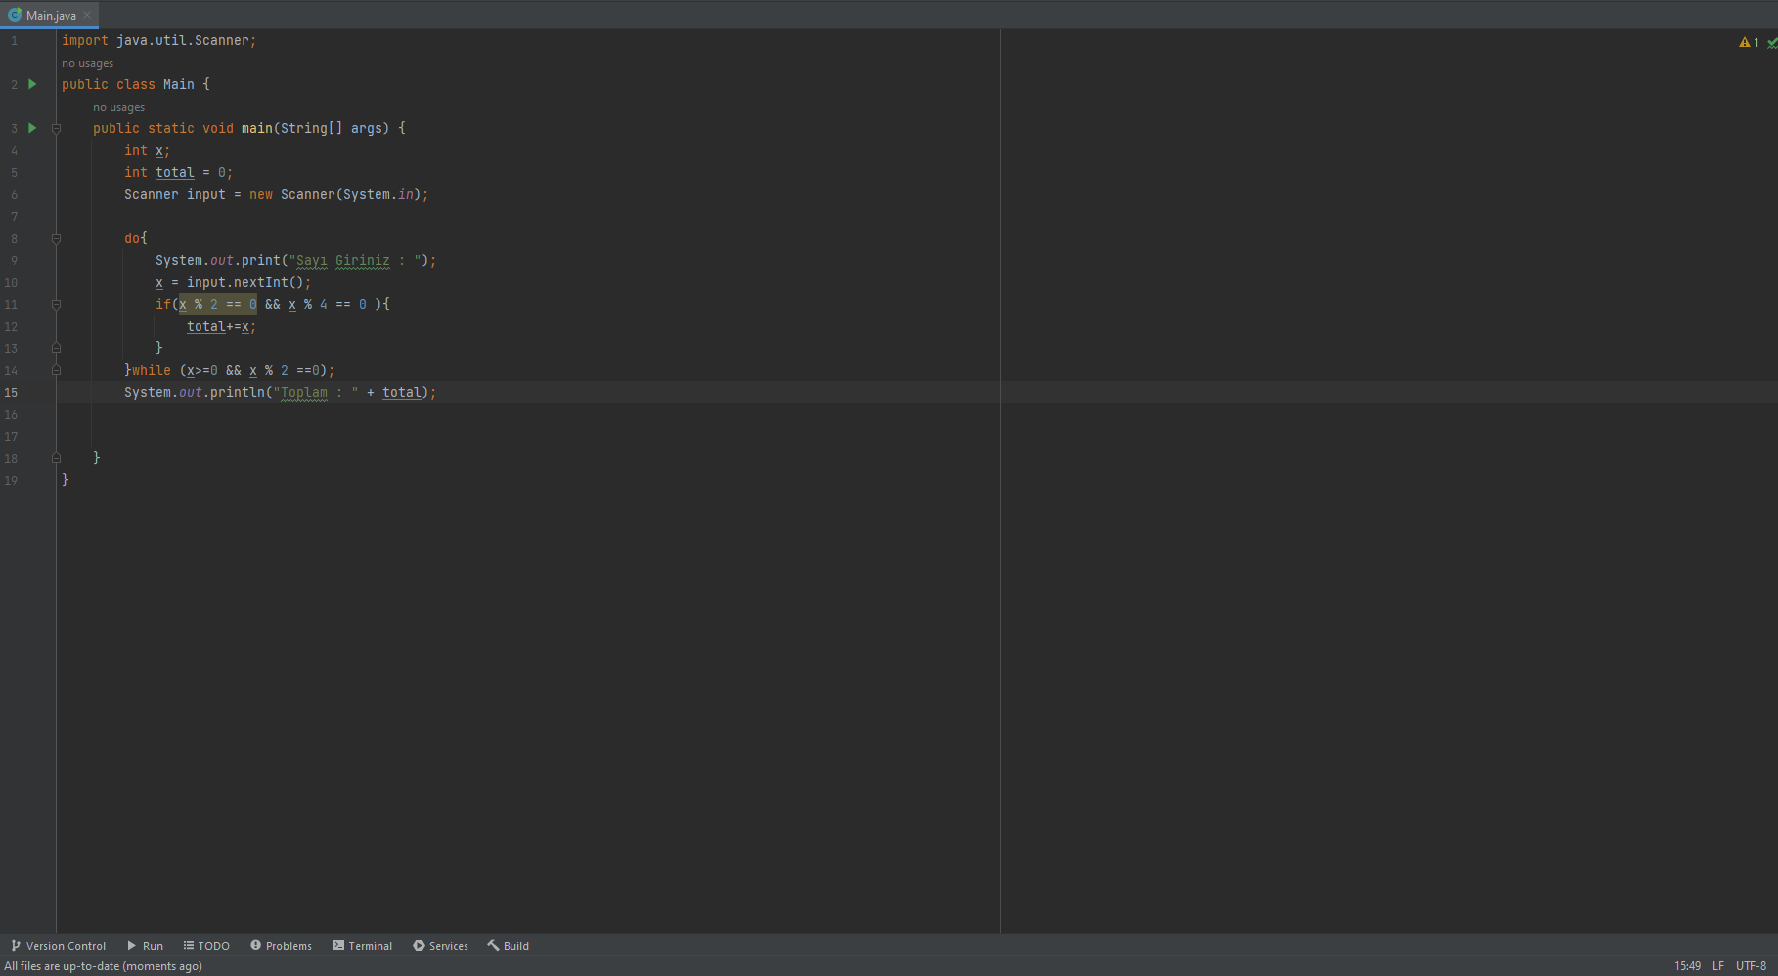 Main.java
1 import java.util.Scanner;
no usages
2 public class Main {
no usages
3 public static void main(String[] args) {
4 int x;
5 int total = 0;
6 Scanner input = new Scanner(System.in);
7
8 do{
9 System.out.print("Sayı Giriniz : ");
10 x = input.nextInt();
11 if(x % 2 == 0 && x % 4 == 0 ){
12 total+=x;
13 }
14 }while (x>=0 && x % 2 ==0);
15 System.out.println("Toplam : " + total);
16
17
18 }
19 }
1
Version Control Run TODO Problems Terminal Services Build
All files are up-to-date (moments ago) 15:49 LF UTF-8